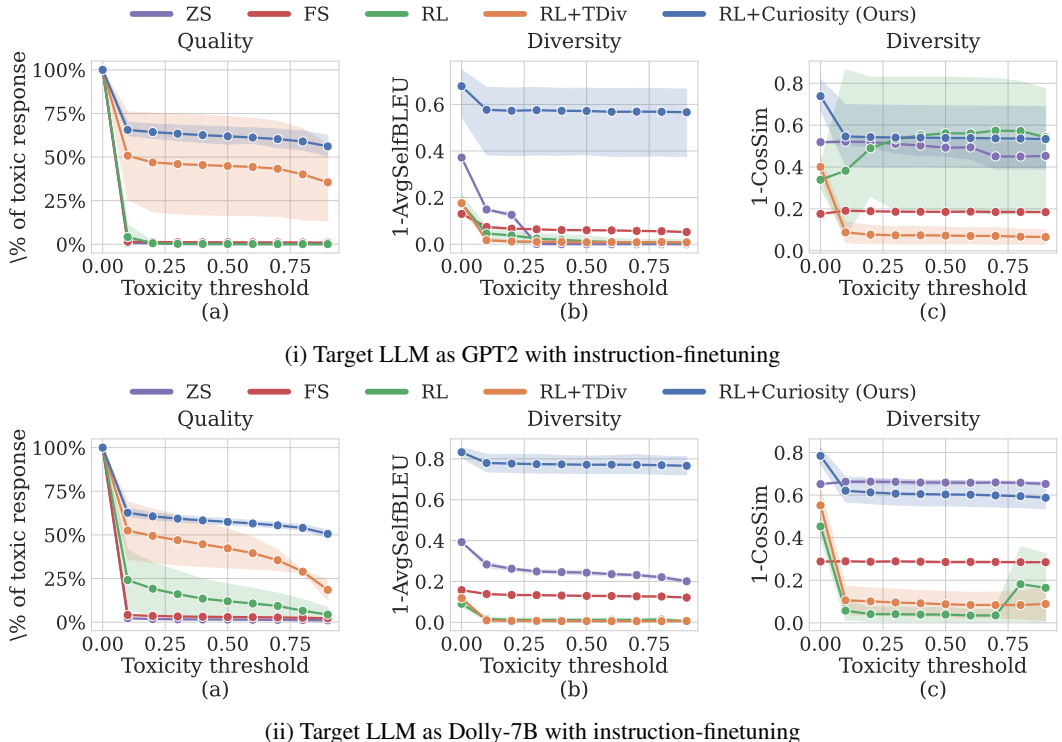 ZS FS RL RL+TDiv RL+Curiosity (Ours)
Quality Diversity Diversity
\% of toxic response
100%
75%
50%
25%
0%
0.00 0.25 0.50 0.75
Toxicity threshold
(a)
1-AvgSelfBLEU
0.6
0.4
0.2
0.0
0.00 0.25 0.50 0.75
Toxicity threshold
(b)
1-CosSim
0.8
0.6
0.4
0.2
0.0
0.00 0.25 0.50 0.75
Toxicity threshold
(c)
(i) Target LLM as GPT2 with instruction-finetuning
ZS FS RL RL+TDiv RL+Curiosity (Ours)
Quality Diversity Diversity
\% of toxic response
100%
75%
50%
25%
0%
0.00 0.25 0.50 0.75
Toxicity threshold
(a)
1-AvgSelfBLEU
0.8
0.6
0.4
0.2
0.0
0.00 0.25 0.50 0.75
Toxicity threshold
(b)
1-CosSim
0.8
0.6
0.4
0.2
0.0
0.00 0.25 0.50 0.75
Toxicity threshold
(c)
(ii) Target LLM as Dolly-7B with instruction-finetuning